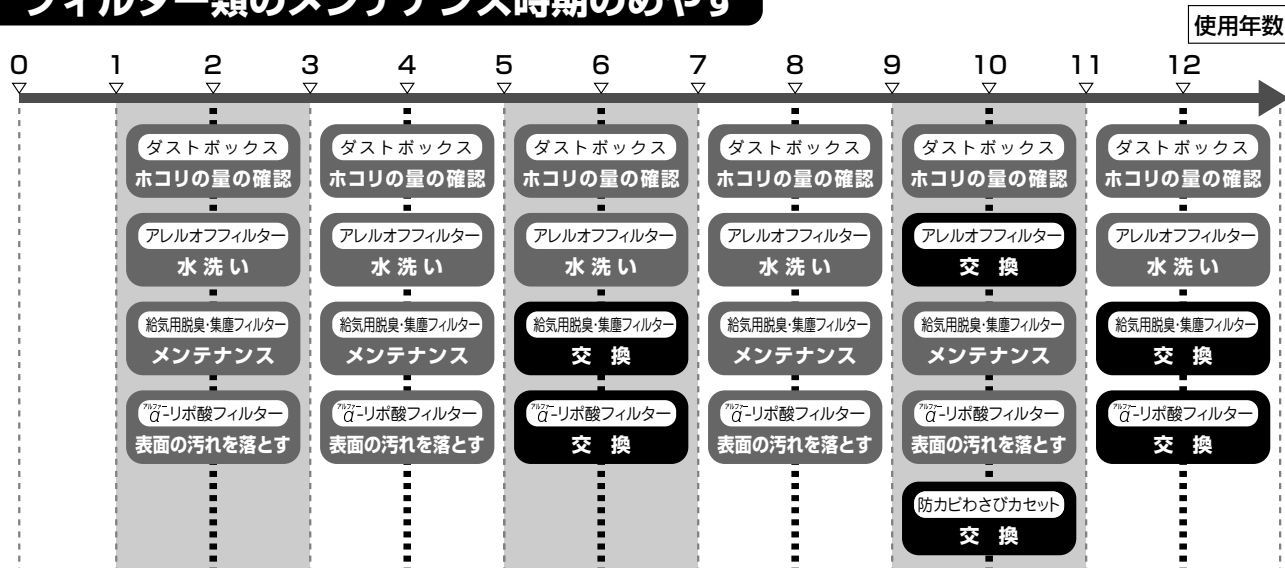 フィルター類のメンテナンス時期のめやす
使用年数
0 1 2 3 4 5 6 7 8 9 10 11 12
ダストボックス ダストボックス ダストボックス ダストボックス ダストボックス ダストボックス
ホコリの量の確認 ホコリの量の確認 ホコリの量の確認 ホコリの量の確認 ホコリの量の確認 ホコリの量の確認
アレルオフフィルター アレルオフフィルター アレルオフフィルター アレルオフフィルター アレルオフフィルター アレルオフフィルター
水洗い 水洗い 水洗い 水洗い 交換 水洗い
給気用脱臭・集塵フィルター 給気用脱臭・集塵フィルター 給気用脱臭・集塵フィルター 給気用脱臭・集塵フィルター 給気用脱臭・集塵フィルター 給気用脱臭・集塵フィルター
メンテナンス メンテナンス 交換 メンテナンス メンテナンス 交換
アルファー アルファー アルファー アルファー アルファー アルファー
α-リポ酸フィルター α-リポ酸フィルター α-リポ酸フィルター α-リポ酸フィルター α-リポ酸フィルター α-リポ酸フィルター
表面の汚れを落とす 表面の汚れを落とす 交換 表面の汚れを落とす 表面の汚れを落とす 交換
防カビわさびカセット
交換